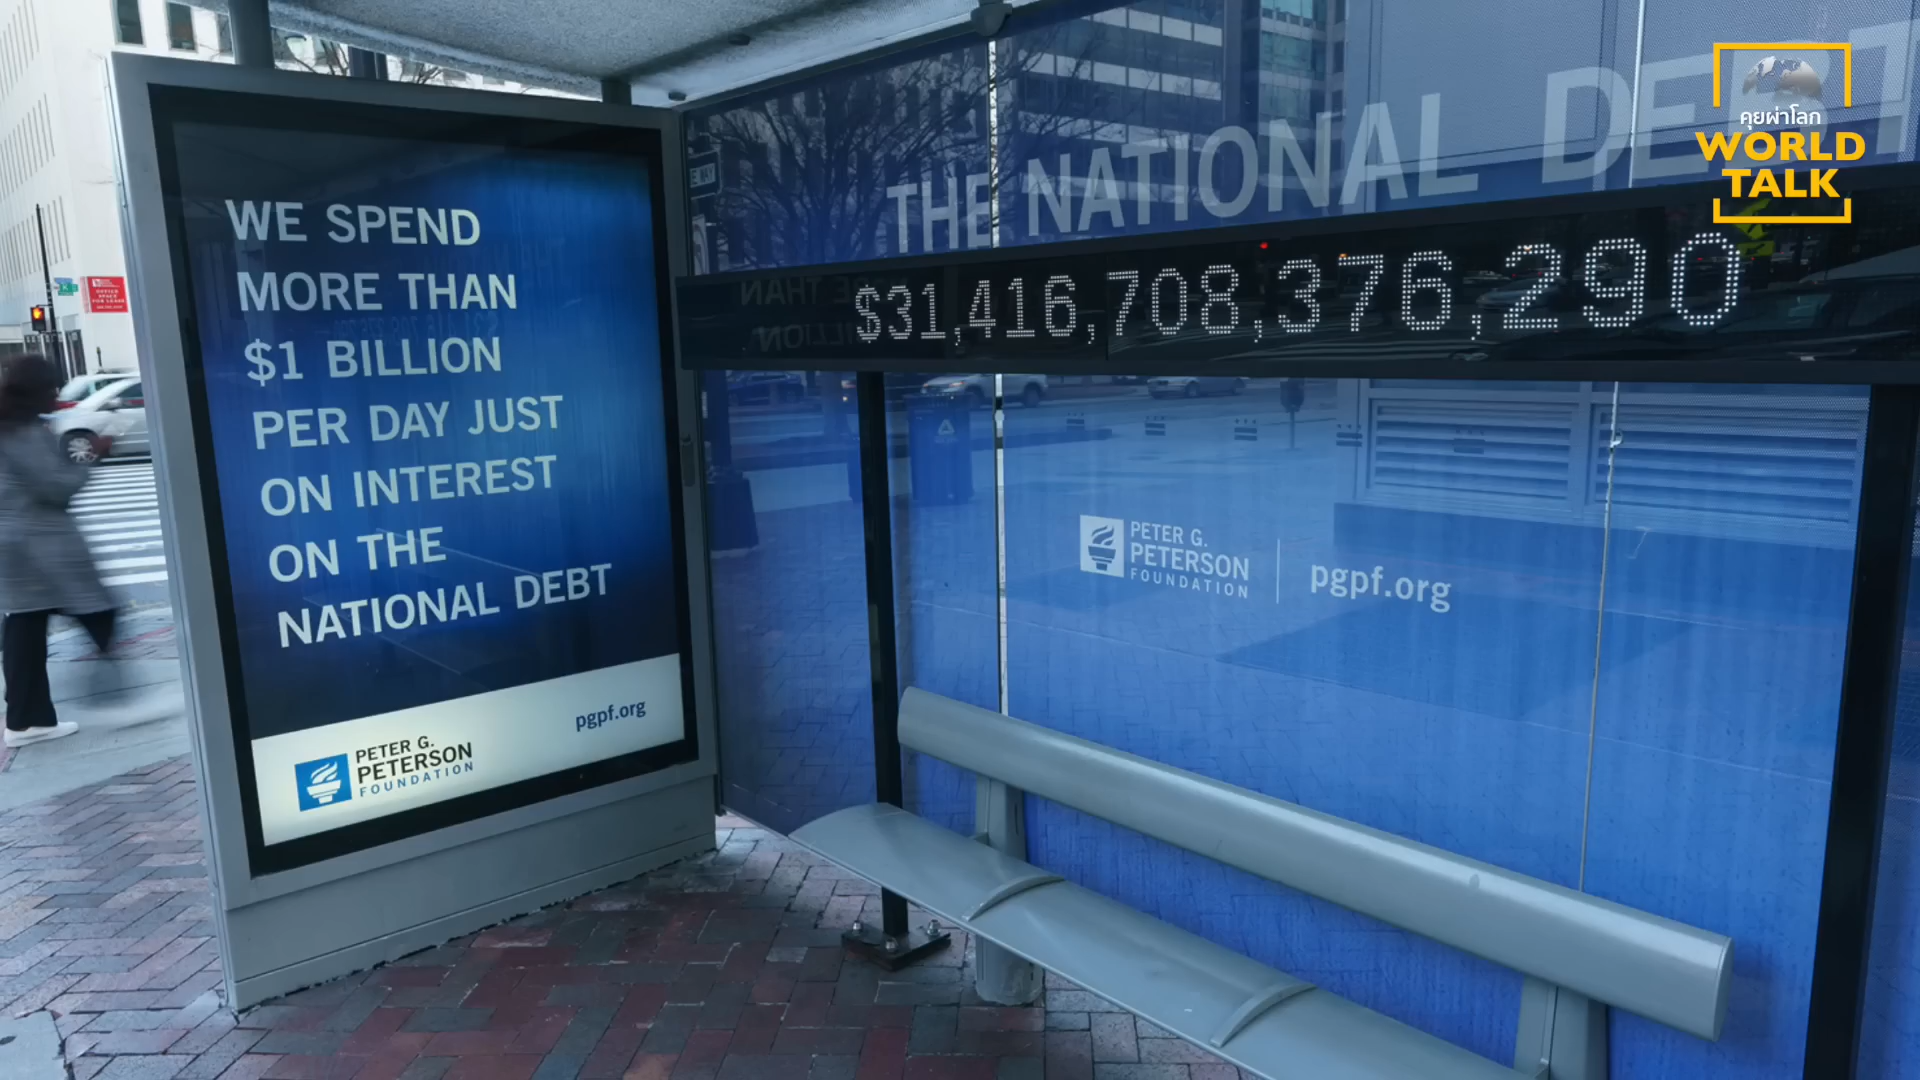 WE SPEND
MORE THAN
$1 BILLION
PER DAY JUST
ON INTEREST
ON THE
NATIONAL DEBT
PETER G.
PETERSON
FOUNDATION
pgpf.org
THE NATIONAL DEBT
$31,416,708,376,290
PETER G.
PETERSON
FOUNDATION
pgpf.org
คุยผ่าโลก
WORLD
TALK